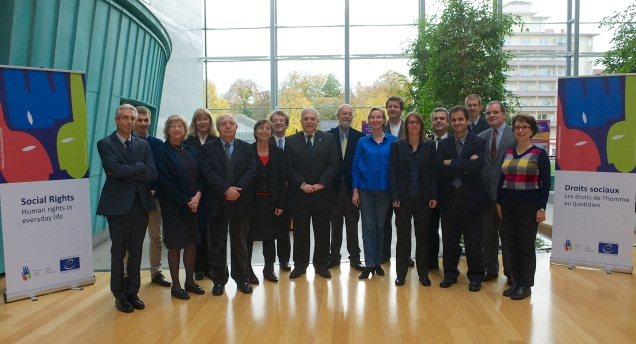 Social Rights
Human rights in
everyday life
Droits sociaux
Les droits de l'homme
au quotidien